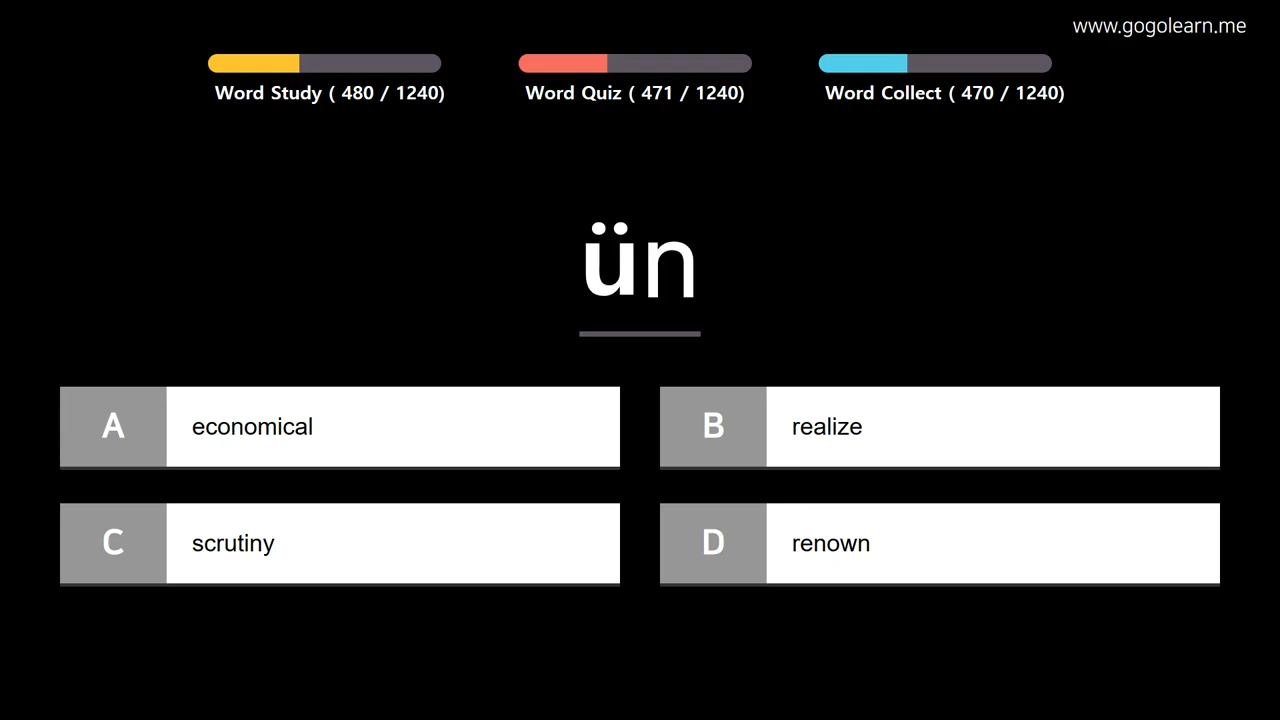 www.gogolearn.me
Word Study ( 480 / 1240)
Word Quiz ( 471 / 1240)
Word Collect ( 470 / 1240)
ün
A economical
B realize
C scrutiny
D renown